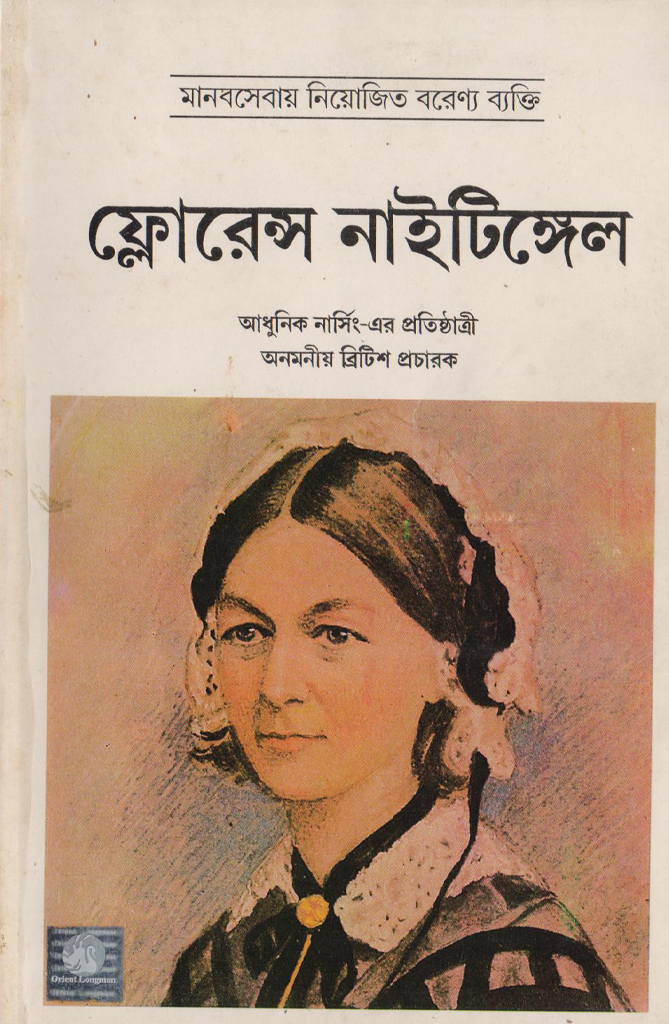 মানবসেবায় নিয়োজিত বরেণ্য ব্যক্তি
ফ্লোরেন্স নাইটিঙ্গেল
আধুনিক নার্সিং-এর প্রতিষ্ঠাত্রী
অনমনীয় ব্রিটিশ প্রচারক
Orient Longman